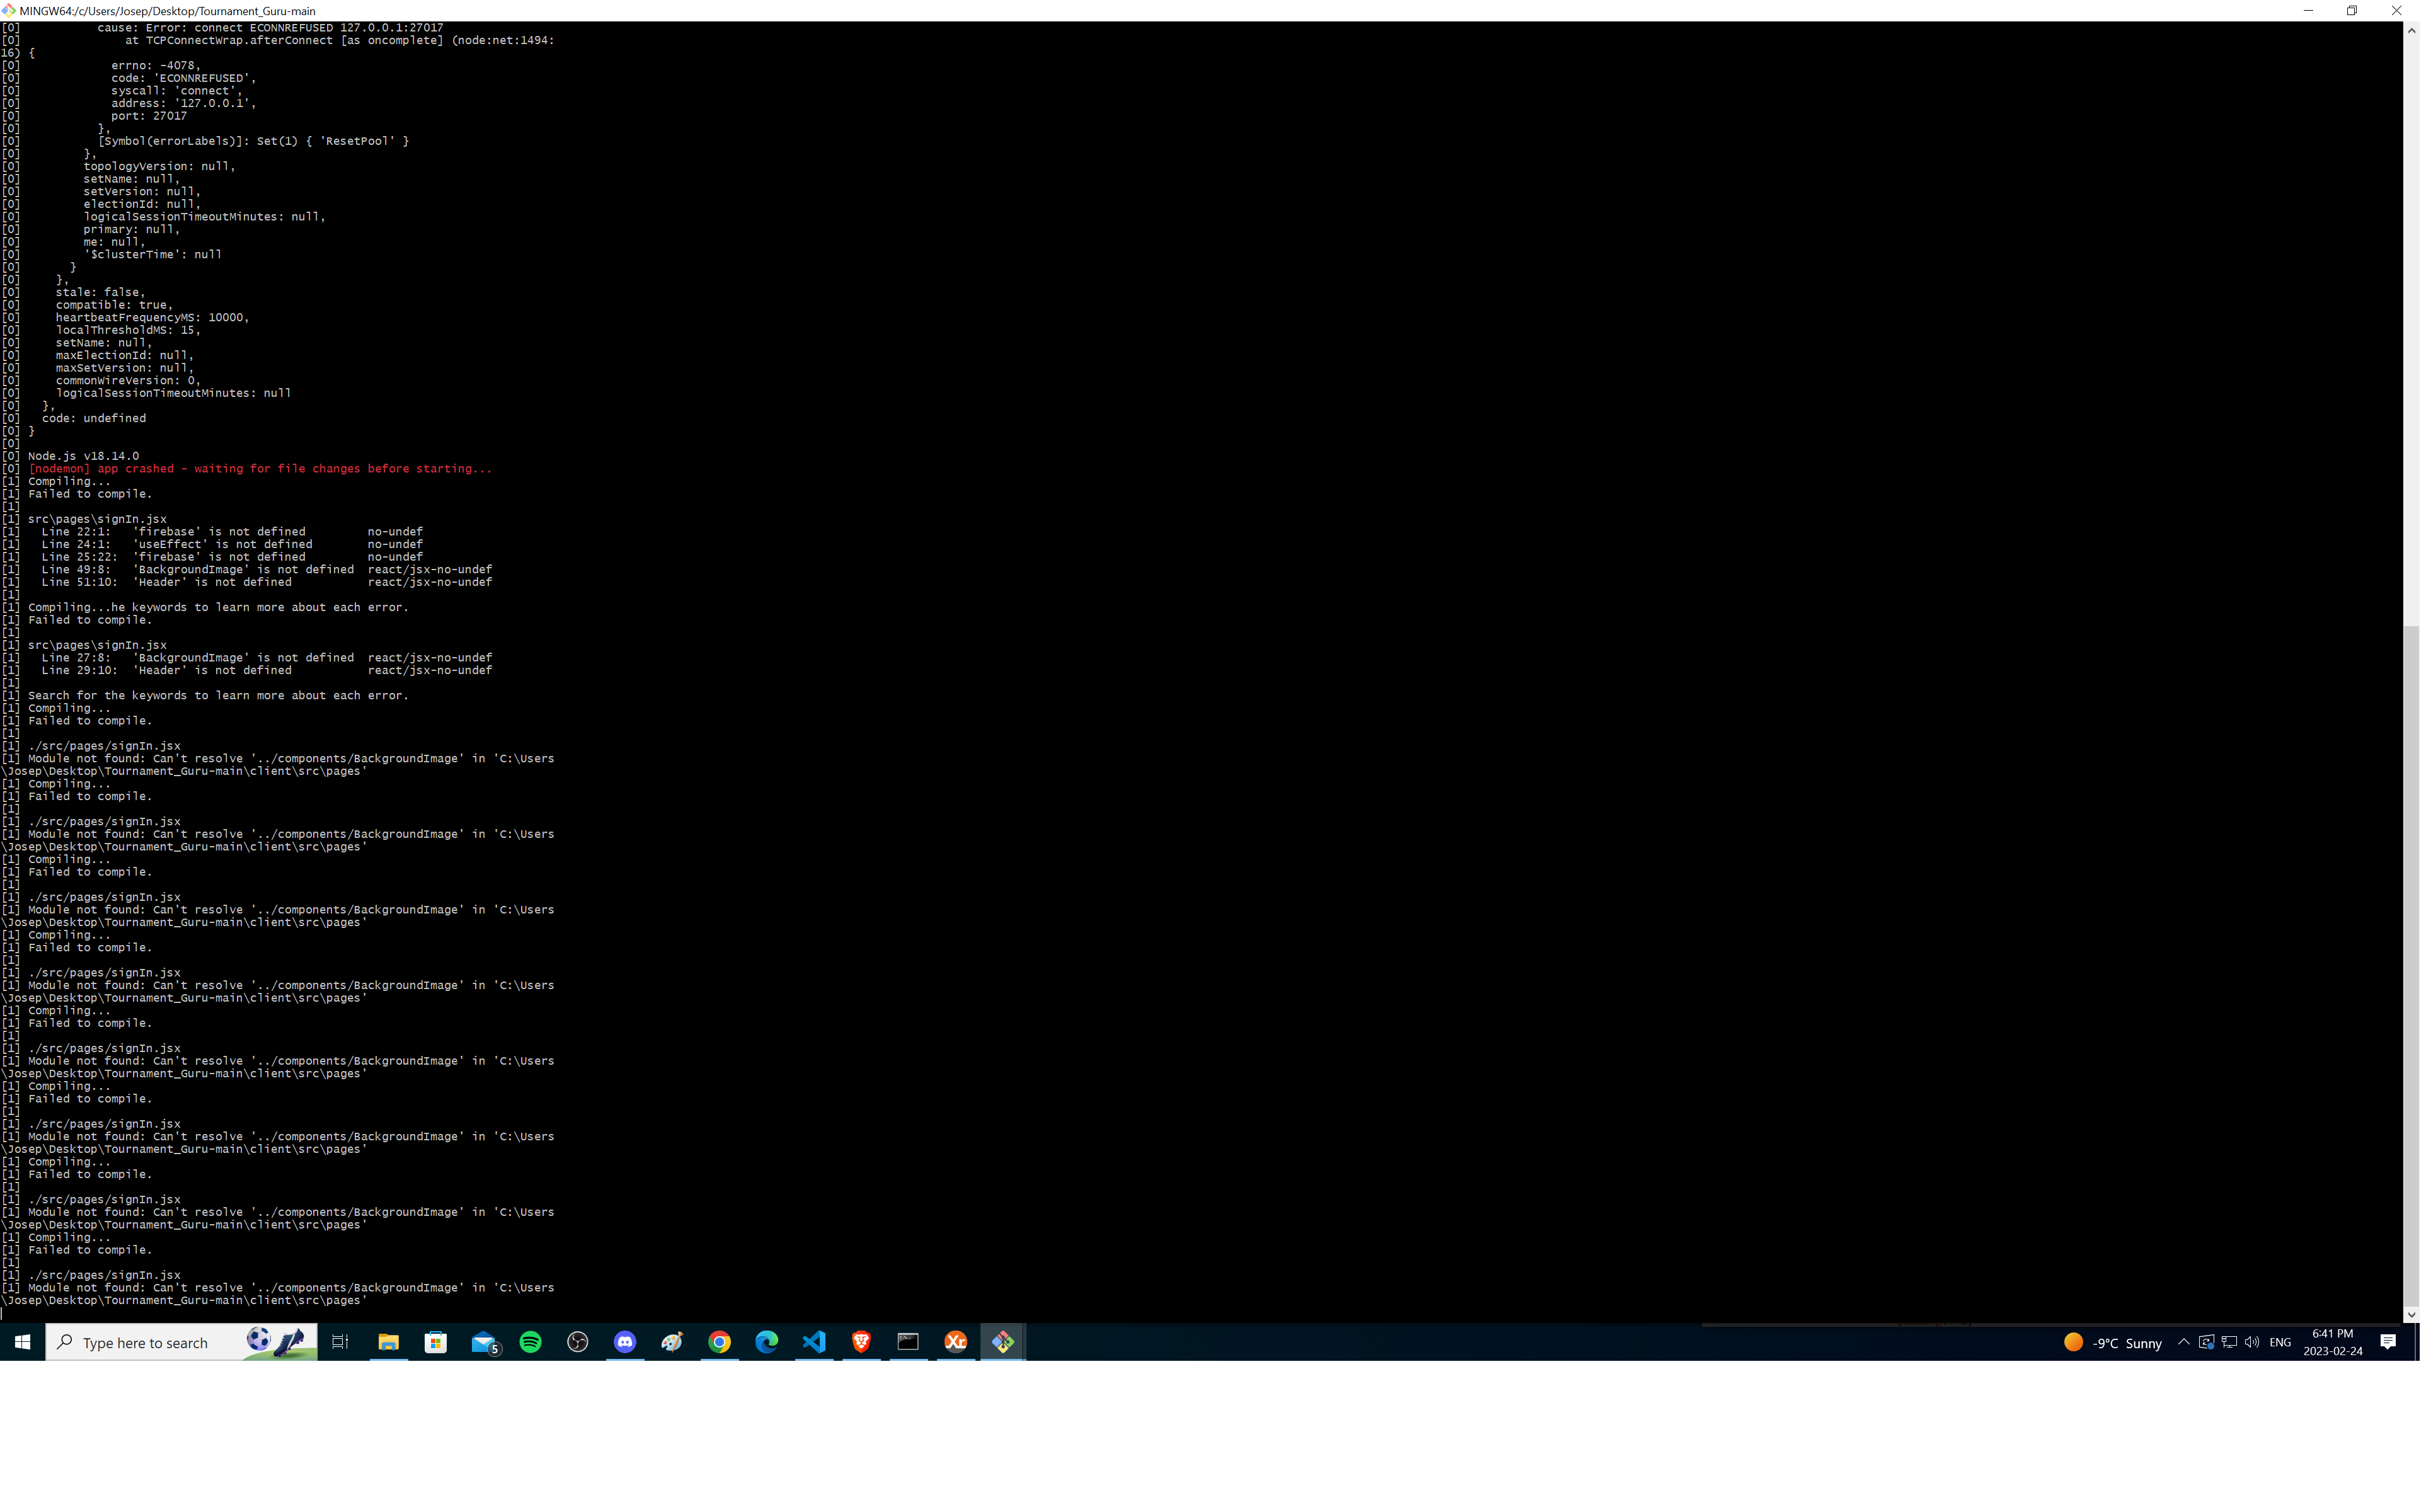 MINGW64:/c/Users/Josep/Desktop/Tournament_Guru-main
[0]           cause: Error: connect ECONNREFUSED 127.0.0.1:27017
[0]               at TCPConnectWrap.afterConnect [as oncomplete] (node:net:1494:
16) {
[0]             errno: -4078,
[0]             code: 'ECONNREFUSED',
[0]             syscall: 'connect',
[0]             address: '127.0.0.1',
[0]             port: 27017
[0]           },
[0]           [Symbol(errorLabels)]: Set(1) { 'ResetPool' }
[0]         },
[0]         topologyVersion: null,
[0]         setName: null,
[0]         setVersion: null,
[0]         electionId: null,
[0]         logicalSessionTimeoutMinutes: null,
[0]         primary: null,
[0]         me: null,
[0]         '$clusterTime': null
[0]       }
[0]     },
[0]     stale: false,
[0]     compatible: true,
[0]     heartbeatFrequencyMS: 10000,
[0]     localThresholdMS: 15,
[0]     setName: null,
[0]     maxElectionId: null,
[0]     maxSetVersion: null,
[0]     commonWireVersion: 0,
[0]     logicalSessionTimeoutMinutes: null
[0]   },
[0]   code: undefined
[0] }
[0]
[0] Node.js v18.14.0
[0] [nodemon] app crashed - waiting for file changes before starting...
[1] Compiling...
[1] Failed to compile.
[1]
[1] src\pages\signIn.jsx
[1]   Line 22:1:   'firebase' is not defined         no-undef
[1]   Line 24:1:   'useEffect' is not defined        no-undef
[1]   Line 25:22:  'firebase' is not defined         no-undef
[1]   Line 49:8:   'BackgroundImage' is not defined  react/jsx-no-undef
[1]   Line 51:10:  'Header' is not defined           react/jsx-no-undef
[1]
[1] Compiling...he keywords to learn more about each error.
[1] Failed to compile.
[1]
[1] src\pages\signIn.jsx
[1]   Line 27:8:   'BackgroundImage' is not defined  react/jsx-no-undef
[1]   Line 29:10:  'Header' is not defined           react/jsx-no-undef
[1]
[1] Search for the keywords to learn more about each error.
[1] Compiling...
[1] Failed to compile.
[1]
[1] ./src/pages/signIn.jsx
[1] Module not found: Can't resolve '../components/BackgroundImage' in 'C:\Users
\Josep\Desktop\Tournament_Guru-main\client\src\pages'
[1] Compiling...
[1] Failed to compile.
[1]
[1] ./src/pages/signIn.jsx
[1] Module not found: Can't resolve '../components/BackgroundImage' in 'C:\Users
\Josep\Desktop\Tournament_Guru-main\client\src\pages'
[1] Compiling...
[1] Failed to compile.
[1]
[1] ./src/pages/signIn.jsx
[1] Module not found: Can't resolve '../components/BackgroundImage' in 'C:\Users
\Josep\Desktop\Tournament_Guru-main\client\src\pages'
[1] Compiling...
[1] Failed to compile.
[1]
[1] ./src/pages/signIn.jsx
[1] Module not found: Can't resolve '../components/BackgroundImage' in 'C:\Users
\Josep\Desktop\Tournament_Guru-main\client\src\pages'
[1] Compiling...
[1] Failed to compile.
[1]
[1] ./src/pages/signIn.jsx
[1] Module not found: Can't resolve '../components/BackgroundImage' in 'C:\Users
\Josep\Desktop\Tournament_Guru-main\client\src\pages'
[1] Compiling...
[1] Failed to compile.
[1]
[1] ./src/pages/signIn.jsx
[1] Module not found: Can't resolve '../components/BackgroundImage' in 'C:\Users
\Josep\Desktop\Tournament_Guru-main\client\src\pages'
[1] Compiling...
[1] Failed to compile.
[1]
[1] ./src/pages/signIn.jsx
[1] Module not found: Can't resolve '../components/BackgroundImage' in 'C:\Users
\Josep\Desktop\Tournament_Guru-main\client\src\pages'
[1] Compiling...
[1] Failed to compile.
[1]
[1] ./src/pages/signIn.jsx
[1] Module not found: Can't resolve '../components/BackgroundImage' in 'C:\Users
\Josep\Desktop\Tournament_Guru-main\client\src\pages'
Type here to search
5
Xr
-9°C Sunny
ENG
6:41 PM
2023-02-24